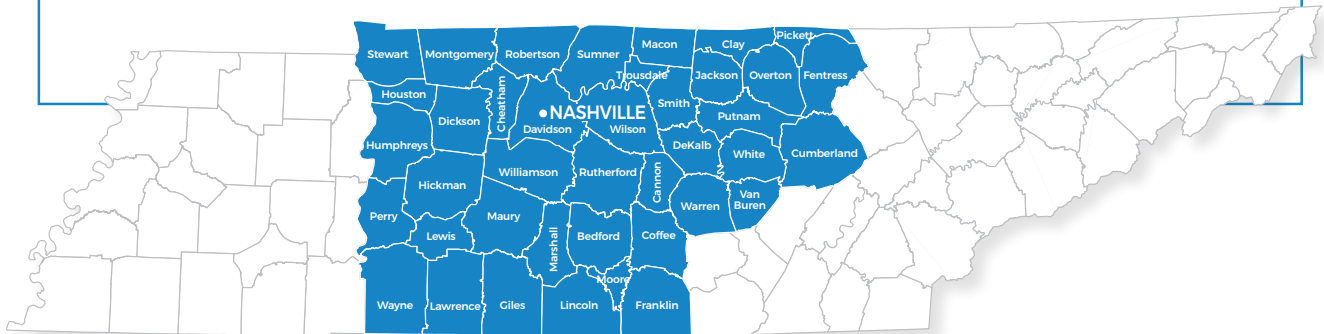 Pickett
Macon
Clay
Stewart
Montgomery
Robertson
Sumner
Trousdale
Jackson
Overton
Fentress
Houston
Cheatham
Smith
NASHVILLE
Dickson
Putnam
Davidson
Wilson
Humphreys
DeKalb
White
Cumberland
Williamson
Rutherford
Cannon
Hickman
Van
Buren
Warren
Perry
Maury
Lewis
Marshall
Bedford
Coffee
Moore
Wayne
Lawrence
Giles
Lincoln
Franklin